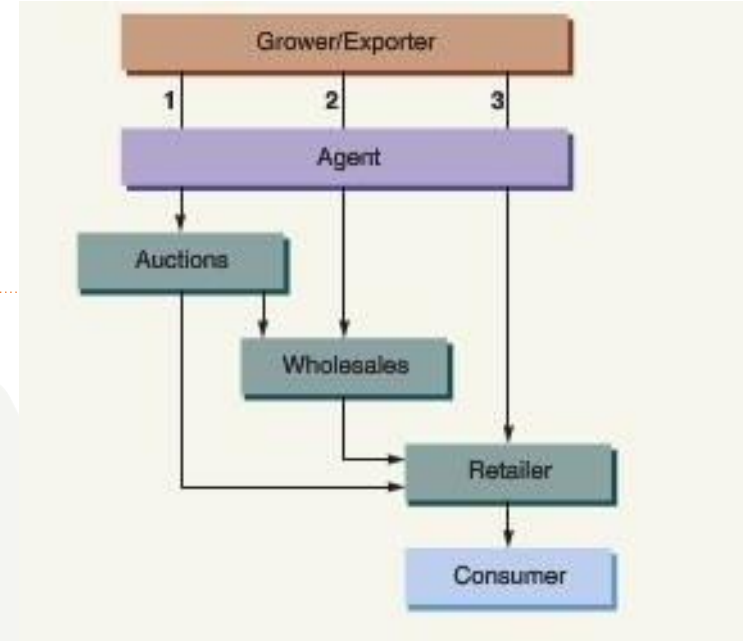 Grower/Exporter
1 2 3
Agent
Auctions
Wholesales
Retailer
Consumer